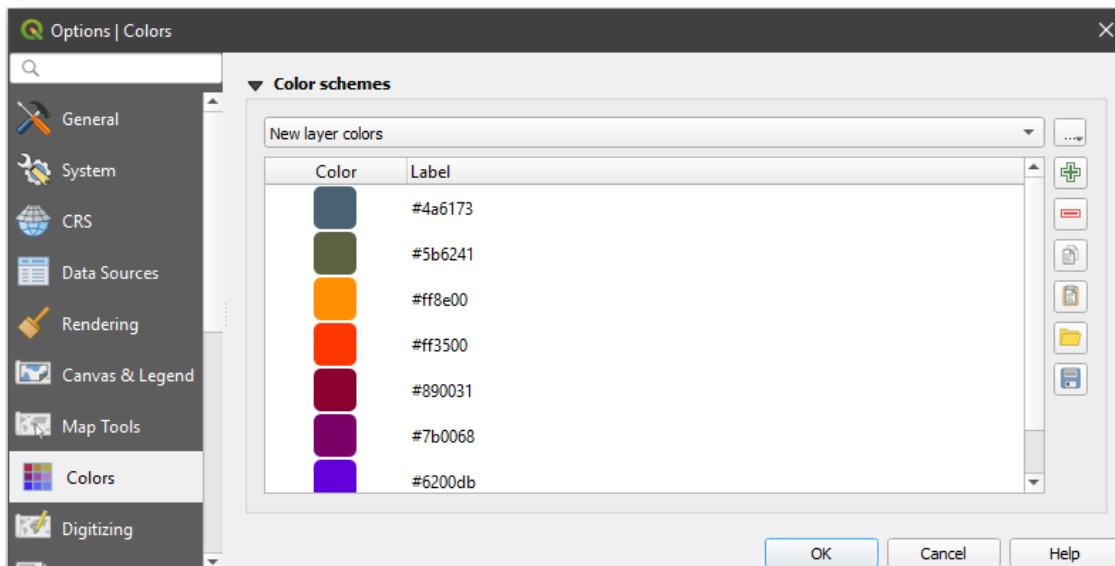 Options | Colors
General
System
CRS
Data Sources
Rendering
Canvas & Legend
Map Tools
Colors
Digitizing
Color schemes
New layer colors
...
Color Label
#4a6173
#5b6241
#ff8e00
#ff3500
#890031
#7b0068
#6200db
OK Cancel Help